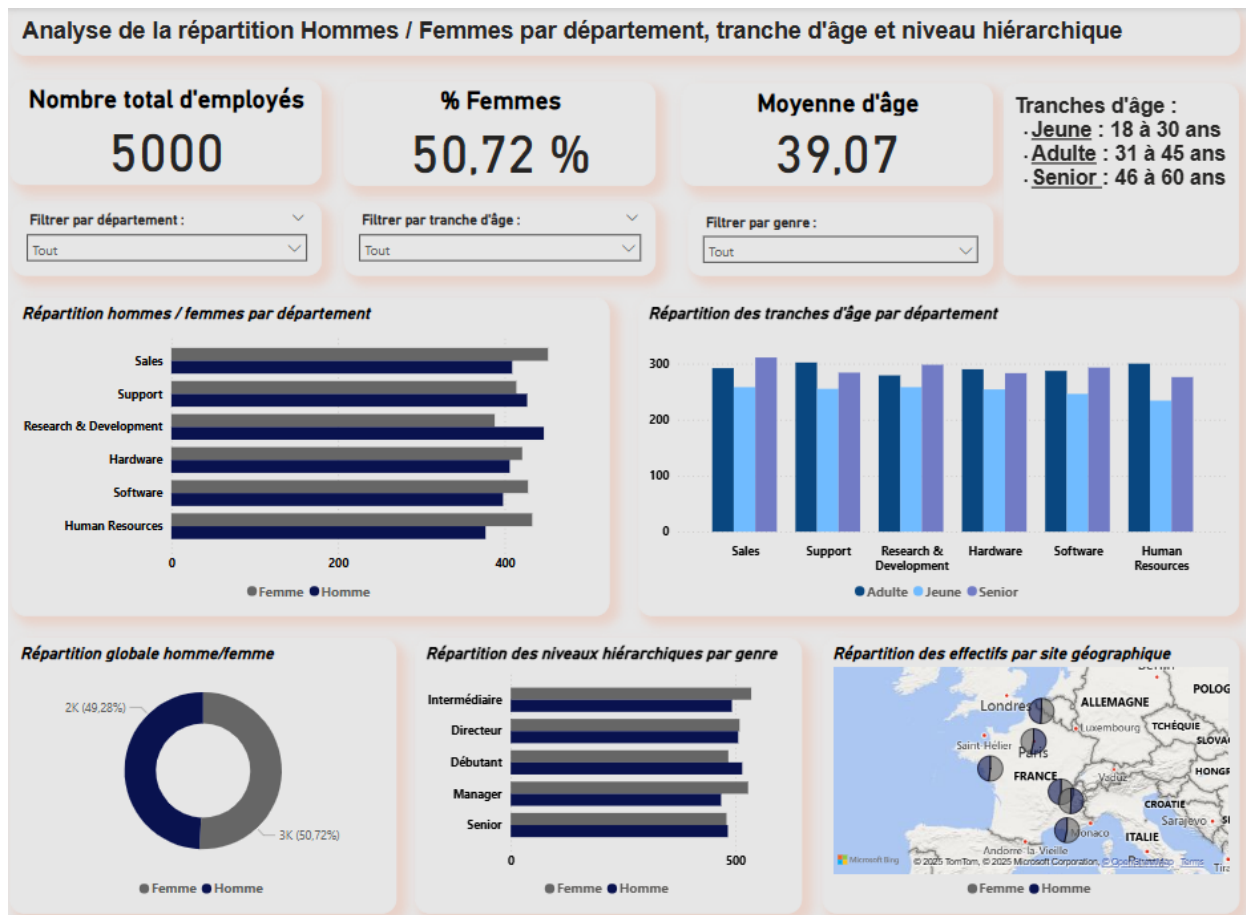 Analyse de la répartition Hommes / Femmes par département, tranche d'âge et niveau hiérarchique
Nombre total d'employés
5000
% Femmes
50,72 %
Moyenne d'âge
39,07
Tranches d'âge :
· Jeune : 18 à 30 ans
· Adulte : 31 à 45 ans
· Senior : 46 à 60 ans
Filtrer par département :
Tout
Filtrer par tranche d'âge :
Tout
Filtrer par genre :
Tout
Répartition hommes / femmes par département
Sales
Support
Research & Development
Hardware
Software
Human Resources
0 200 400
Femme Homme
Répartition des tranches d'âge par département
300
200
100
0
Sales Support Research & Hardware Software Human
Development Resources
Adulte Jeune Senior
Répartition globale homme/femme
2K (49,28%)
3K (50,72%)
Femme Homme
Répartition des niveaux hiérarchiques par genre
Intermédiaire
Directeur
Débutant
Manager
Senior
0 500
Femme Homme
Répartition des effectifs par site géographique
Berlin
POLOG
Londres
ALLEMAGNE
Luxembourg
TCHÉQUIE
SLOVA
Saint-Hélier
Paris
FRANCE
Vaduz
HONGR
CROATIE
Sarajevo
Monaco
ITALIE
Andorre-la-Vieille
Tira
Microsoft Bing
© 2025 TomTom, © 2025 Microsoft Corporation, © OpenStreetMap Terms
Femme Homme